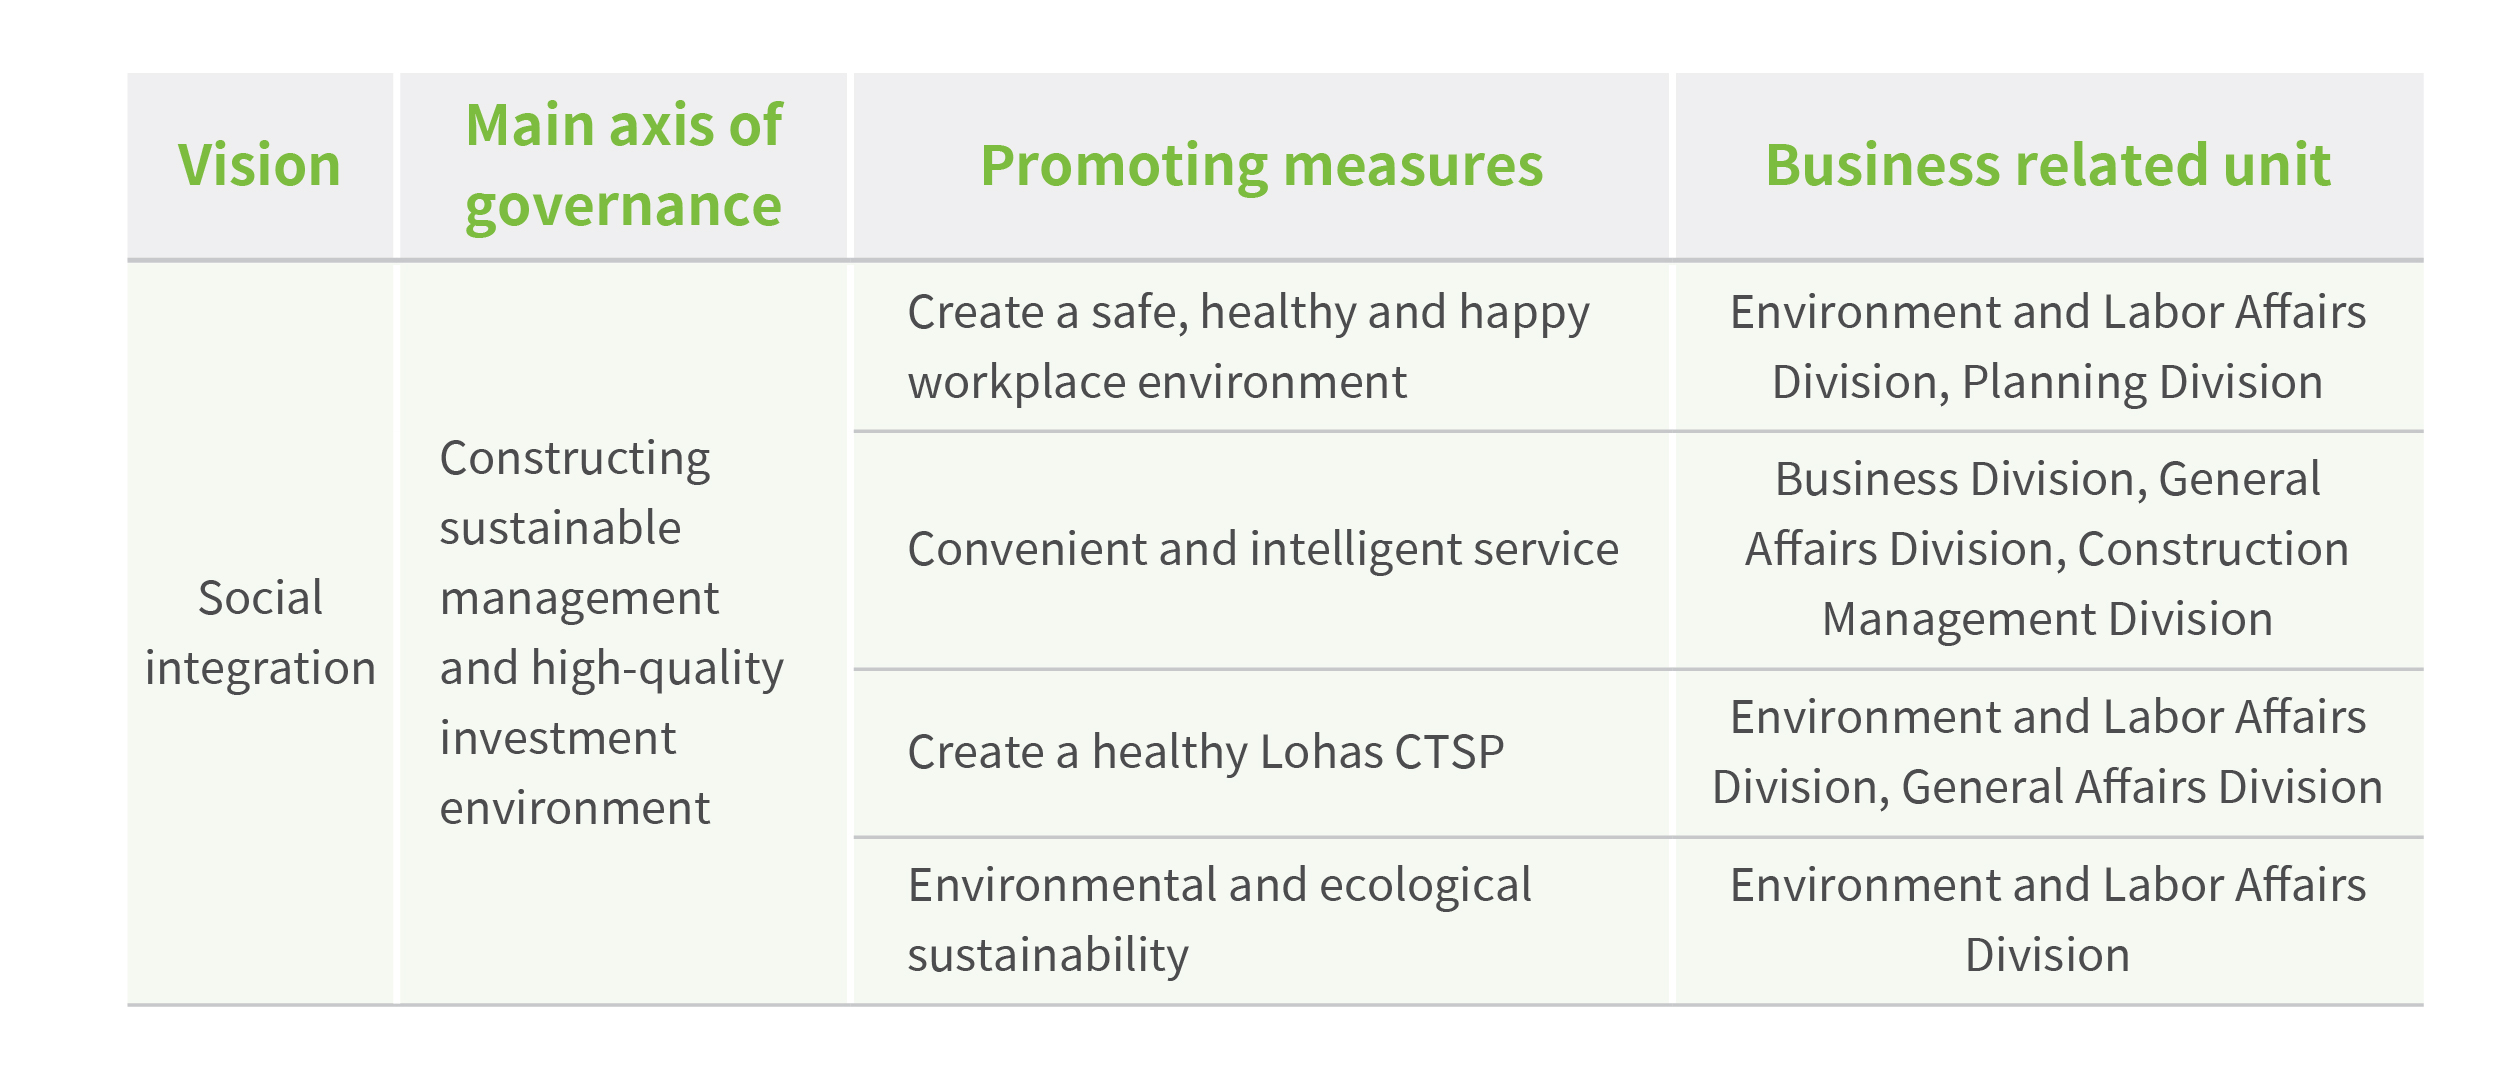 Vision
Main axis of
governance
Promoting measures
Business related unit
Social
integration
Constructing
sustainable
management
and high-quality
investment
environment
Create a safe, healthy and happy
workplace environment
Environment and Labor Affairs
Division, Planning Division
Convenient and intelligent service
Business Division, General
Affairs Division, Construction
Management Division
Create a healthy Lohas CTSP
Environment and Labor Affairs
Division, General Affairs Division
Environmental and ecological
sustainability
Environment and Labor Affairs
Division